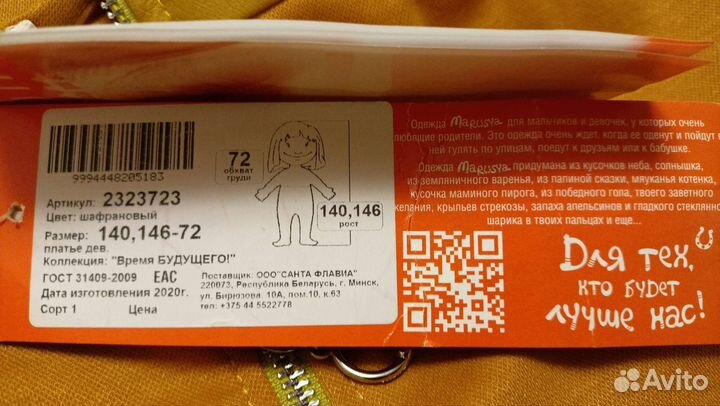 9994448205183
Артикул: 2323723
Цвет: шафрановый
Размер: 140,146-72
платье дев.
Коллекция: "Время БУДУЩЕГО!"
ГОСТ 31409-2009 EAC
Дата изготовления 2020г.
Сорт 1 Цена
72
обхват
груди
140,146
рост
Поставщик: ООО"САНТА ФЛАВИА"
220073, Республика Беларусь, г. Минск,
ул. Бирюзова. 10А, пом.10, к.63
тел: +375 44 5522778
Одежда Marusya для мальчиков и девочек, у которых очень
любящие родители. Это одежда очень ждет, когда ее оденут и пойдут в
ней гулять по улицам, поедут к друзьям или к бабушке.
Одежда Marusya придумана из кусочков неба, солнышка,
из земляничного варенья, из папиной сказки, мяуканья котенка,
кусочка маминого пирога, из победного гола, твоего заветного
желания, крыльев стрекозы, запаха апельсинов и гладкого стеклянно
шарика в твоих пальцах и еще...
Для тех,
кто будет
лучше нас!
Avito